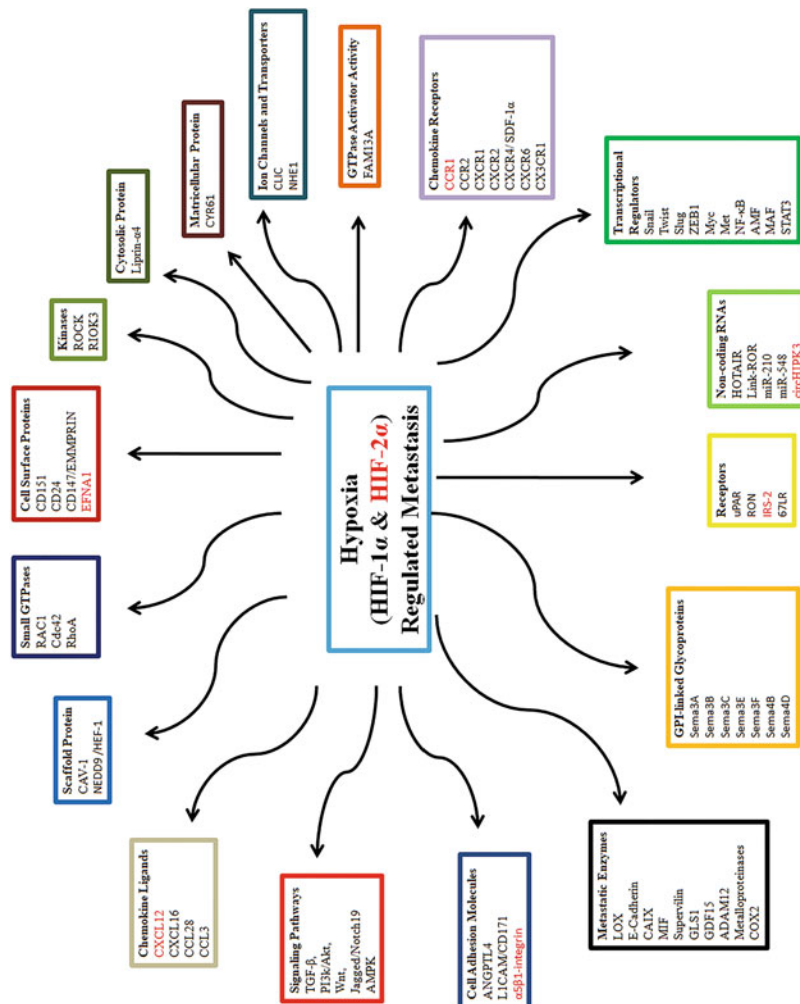 Chemokine Ligands
CXCL12
CXCL16
CCL28
CCL3
Scaffold Protein
CAV-1
NEDD9 /HEF-1
Small GTPases
RAC1
Cdc42
RhoA
Cell Surface Proteins
CD151
CD24
CD147/EMMPRIN
EFNA1
Kinases
ROCK
RIOK3
Cytosolic Protein
Liprin-α4
Matricellular Protein
CYR61
Ion Channels and Transporters
CLIC
NHE1
GTPase Activator Activity
FAM13A
Chemokine Receptors
CCR1
CCR2
CXCR1
CXCR2
CXCR4/ SDF-1α
CXCR6
CX3CR1
Signaling Pathways
TGF-β,
PI3k/Akt,
Wnt,
Jagged/Notch19
AMPK
Hypoxia
(HIF-1α & HIF-2α)
Regulated Metastasis
Transcriptional
Regulators
Snail
Twist
Slug
ZEB1
Myc
Met
NF-κB
AMF
MAF
STAT3
Cell Adhesion Molecules
ANGPTL4
L1CAM/CD171
α5β1-integrin
Metastatic Enzymes
LOX
E-Cadherin
CAIX
MIF
Supervilin
GLS1
GDF15
ADAM12
Metalloproteinases
COX2
GPI-linked Glycoproteins
Sema3A
Sema3B
Sema3C
Sema3E
Sema3F
Sema4B
Sema4D
Receptors
uPAR
RON
IRS-2
67LR
Non-coding RNAs
HOTAIR
Link-ROR
miR-210
miR-548
circHIPK3